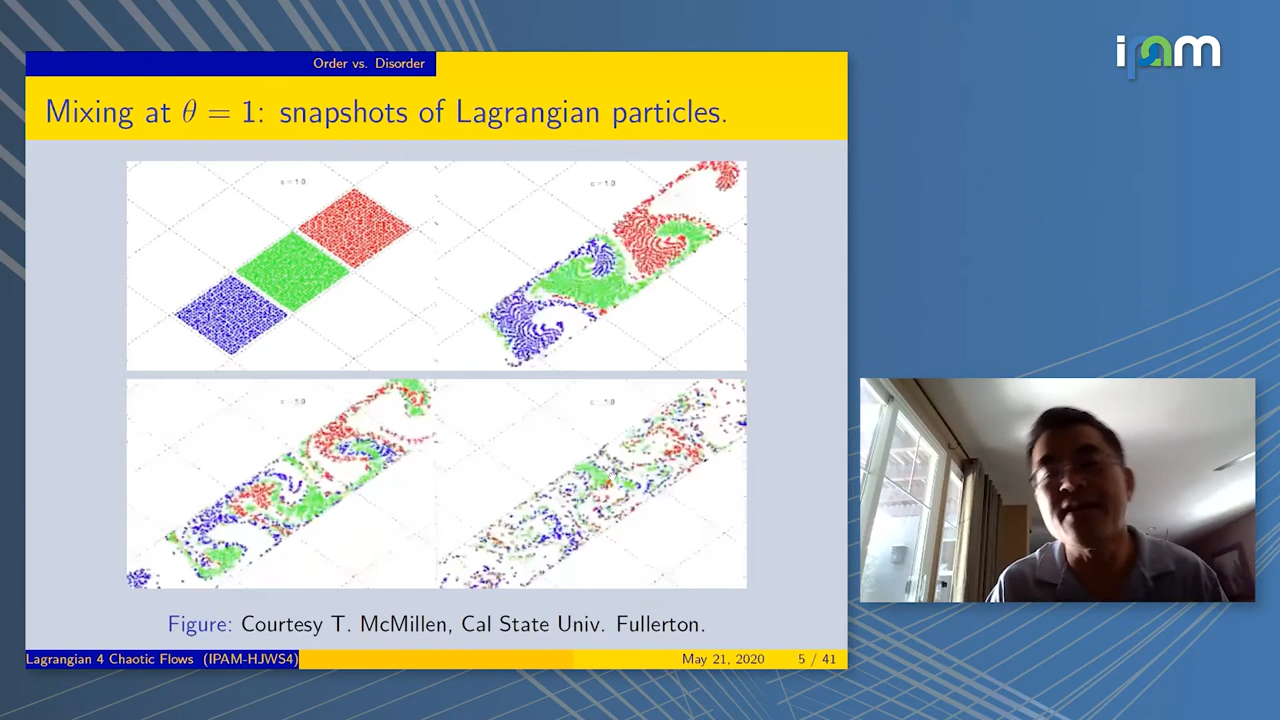 ipam
Order vs. Disorder
Mixing at θ = 1: snapshots of Lagrangian particles.
Figure: Courtesy T. McMillen, Cal State Univ. Fullerton.
Lagrangian 4 Chaotic Flows (IPAM-HJWS4)
May 21, 2020
5 / 41